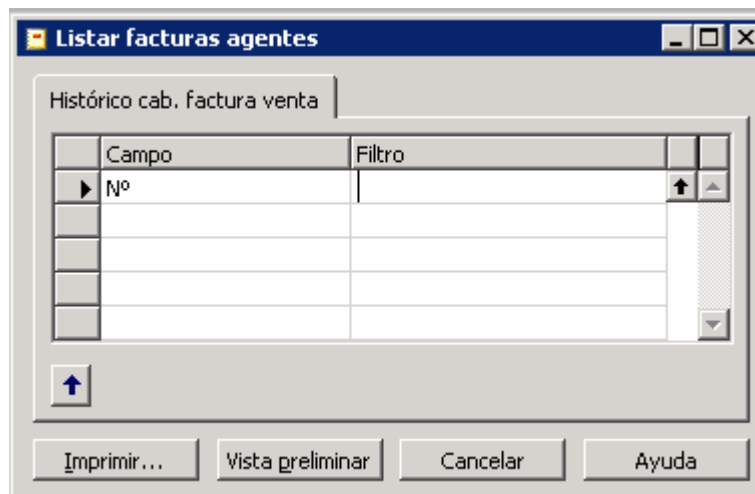 Listar facturas agentes
Histórico cab. factura venta
Campo Filtro
Nº
Imprimir... Vista preliminar Cancelar Ayuda